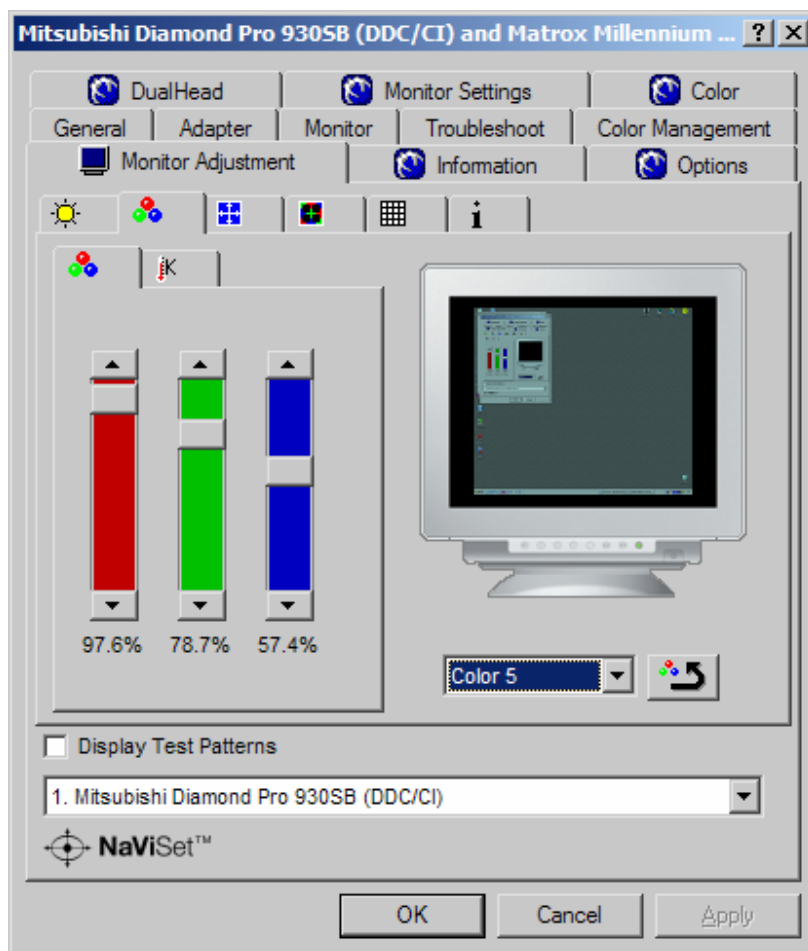 Mitsubishi Diamond Pro 930SB (DDC/CI) and Matrox Millennium ...
DualHead Monitor Settings Color
General Adapter Monitor Troubleshoot Color Management
Monitor Adjustment Information Options
i
K
97.6% 78.7% 57.4%
Color 5
Display Test Patterns
1. Mitsubishi Diamond Pro 930SB (DDC/CI)
NaViSet™
OK Cancel Apply